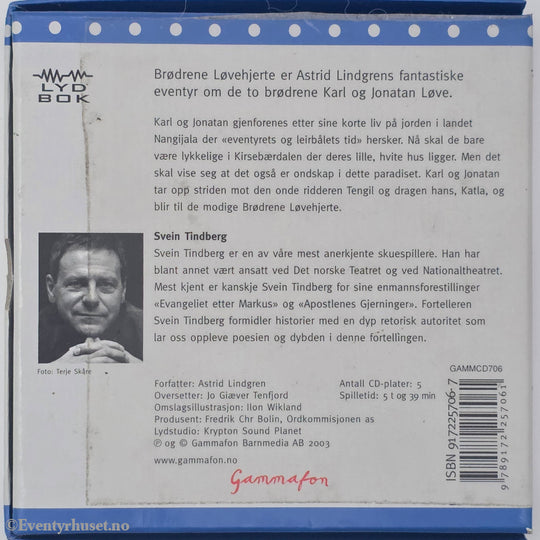 LYD
BOK
Brødrene Løvehjerte er Astrid Lindgrens fantastiske
eventyr om de to brødrene Karl og Jonatan Løve.
Karl og Jonatan gjenforenes etter sine korte liv på jorden i landet
Nangijala der «eventyrets og leirbålets tid» hersker. Nå skal de bare
være lykkelige i Kirsebærdalen der deres lille, hvite hus ligger. Men det
skal vise seg at det også er ondskap i dette paradiset. Karl og Jonatan
tar opp striden mot den onde ridderen Tengil og dragen hans, Katla, og
blir til de modige Brødrene Løvehjerte.
Svein Tindberg
Svein Tindberg er en av våre mest anerkjente skuespillere. Han har
blant annet vært ansatt ved Det norske Teatret og ved Nationaltheatret.
Mest kjent er kanskje Svein Tindberg for sine enmannsforestillinger
«Evangeliet etter Markus» og «Apostlenes Gjerninger». Fortelleren
Svein Tindberg formidler historier med en dyp retorisk autoritet som
lar oss oppleve poesien og dybden i denne fortellingen.
Foto: Terje Skåre
GAMMCD706
Forfatter: Astrid Lindgren
Oversetter: Jo Giæver Tenfjord
Omslagsillustrasjon: Ilon Wikland
Produsent: Fredrik Chr Bolin, Ordkommisjonen as
Lydstudio: Krypton Sound Planet
℗ og © Gammafon Barnmedia AB 2003
www.gammafon.no
Antall CD-plater: 5
Spilletid: 5 t og 39 min
ISBN 917225706-7
9 789172 257061
Gammafon
©Eventyrhuset.no